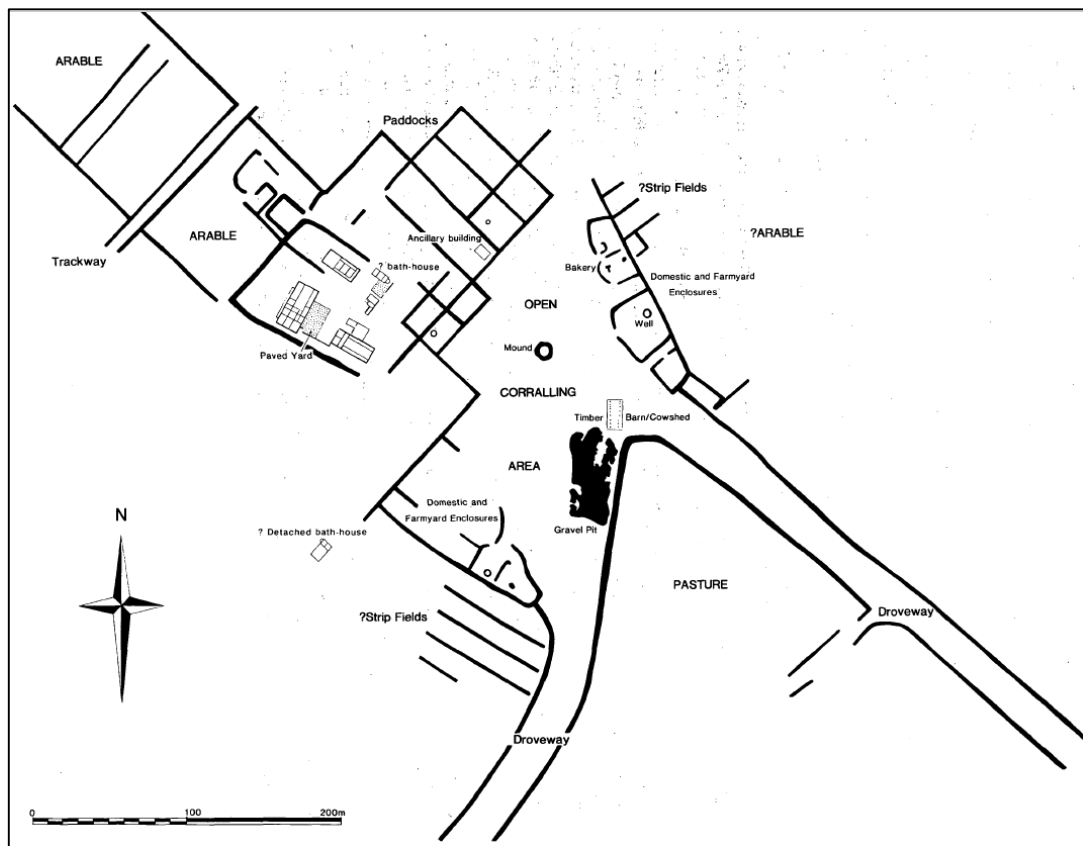 ARABLE
Paddocks
?Strip Fields
ARABLE
Ancillary building
?ARABLE
Trackway
? bath-house
Bakery
Domestic and Farmyard
Enclosures
OPEN
Well
Mound
Paved Yard
CORRALLING
Timber
Barn/Cowshed
AREA
Domestic and
Farmyard Enclosures
Gravel Pit
N
? Detached bath-house
PASTURE
?Strip Fields
Droveway
Droveway
0 100 200m